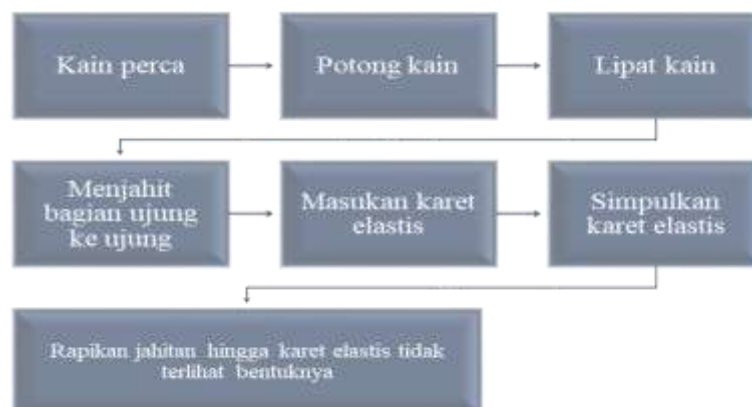 Kain perca
Potong kain
Lipat kain
Menjahit
bagian ujung
ke ujung
Masukan karet
elastis
Simpulkan
karet elastis
Rapikan jahitan hingga karet elastis tidak
terlihat bentuknya